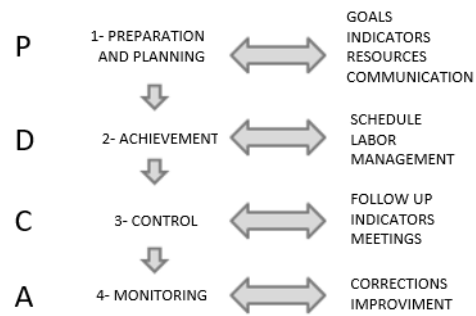 P
1- PREPARATION
AND PLANNING
GOALS
INDICATORS
RESOURCES
COMMUNICATION
D
2- ACHIEVEMENT
SCHEDULE
LABOR
MANAGEMENT
C
3- CONTROL
FOLLOW UP
INDICATORS
MEETINGS
A
4- MONITORING
CORRECTIONS
IMPROVIMENT